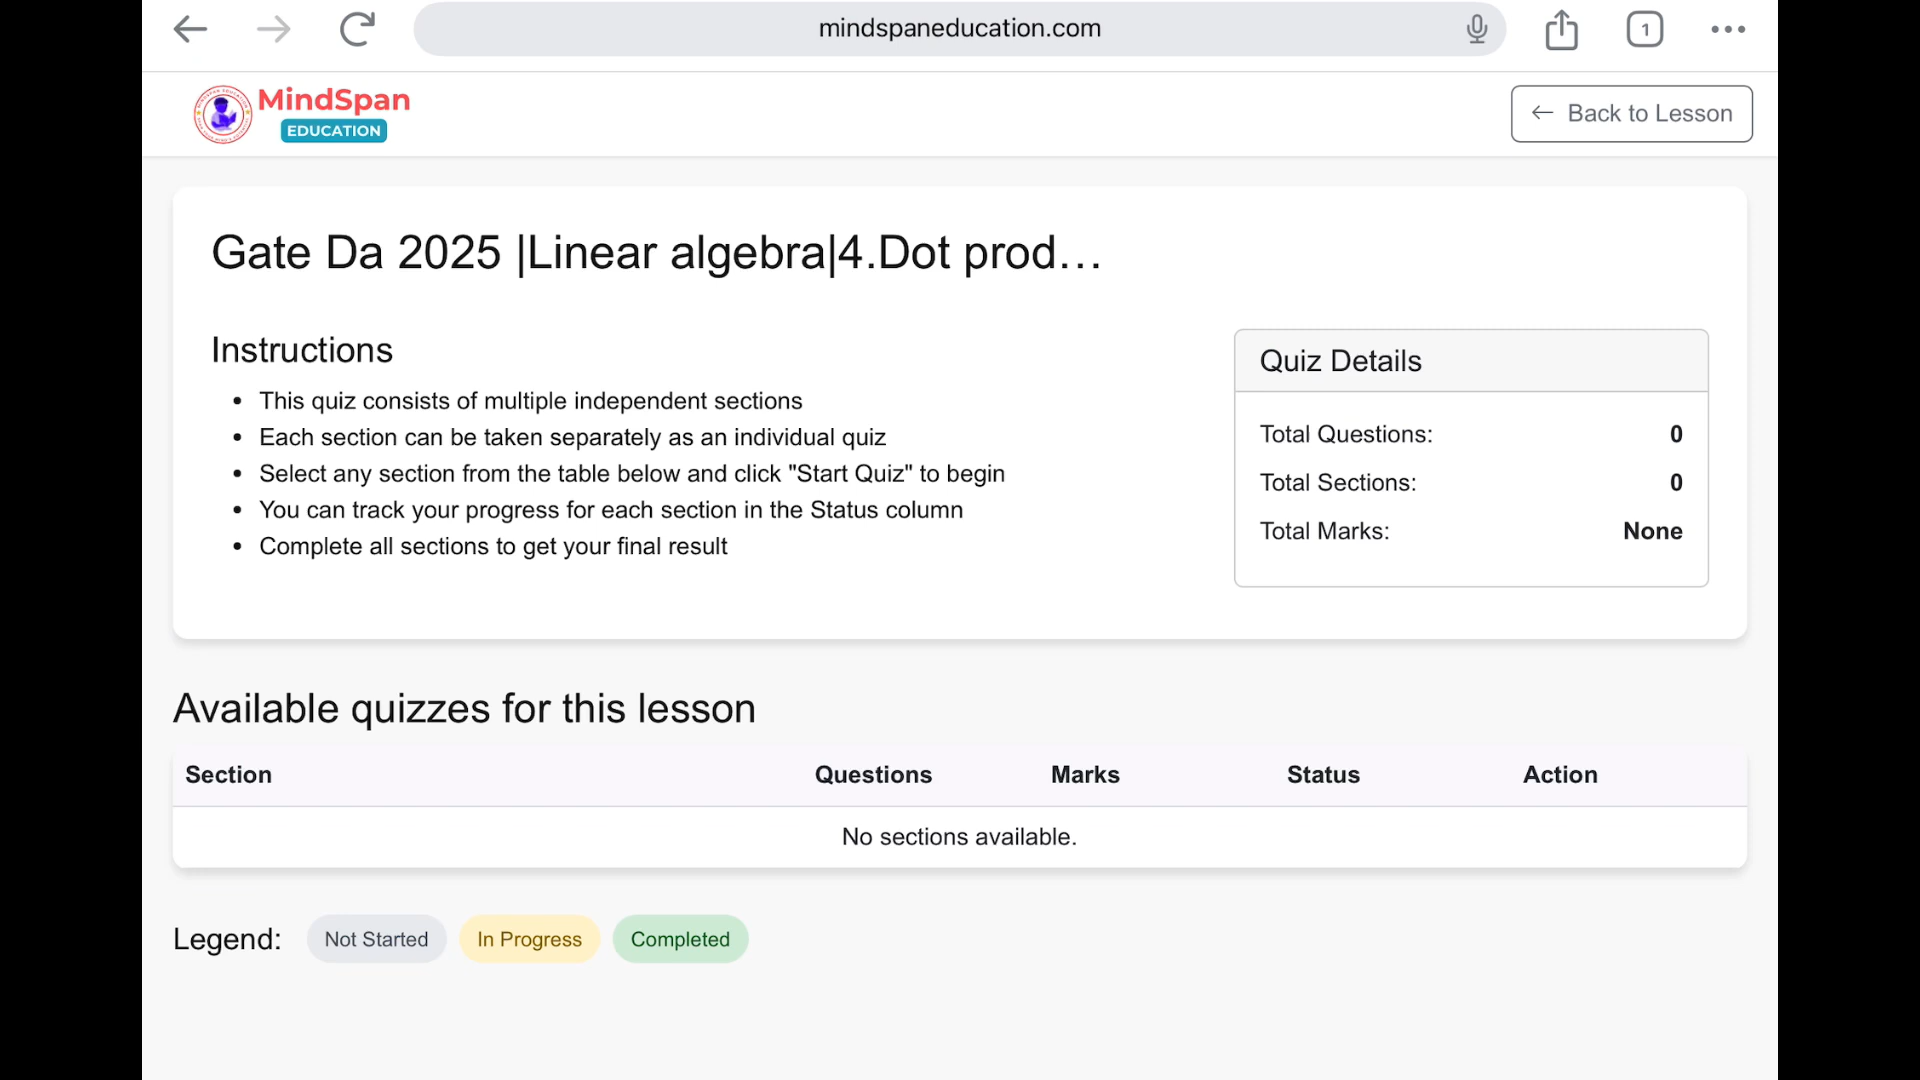 mindspaneducation.com
1
MindSpan
EDUCATION
← Back to Lesson
Gate Da 2025 |Linear algebra|4.Dot prod…
Instructions
• This quiz consists of multiple independent sections
• Each section can be taken separately as an individual quiz
• Select any section from the table below and click "Start Quiz" to begin
• You can track your progress for each section in the Status column
• Complete all sections to get your final result
Quiz Details
Total Questions: 0
Total Sections: 0
Total Marks: None
Available quizzes for this lesson
Section Questions Marks Status Action
No sections available.
Legend: Not Started In Progress Completed